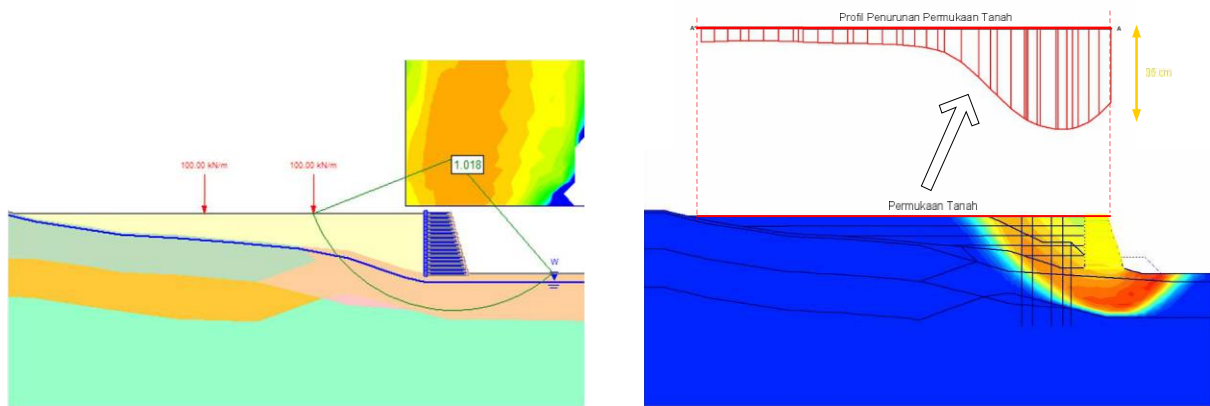 100.00 kN/m
100.00 kN/m
1.018
W
Profil Penurunan Permukaan Tanah
A
36 cm
Permukaan Tanah